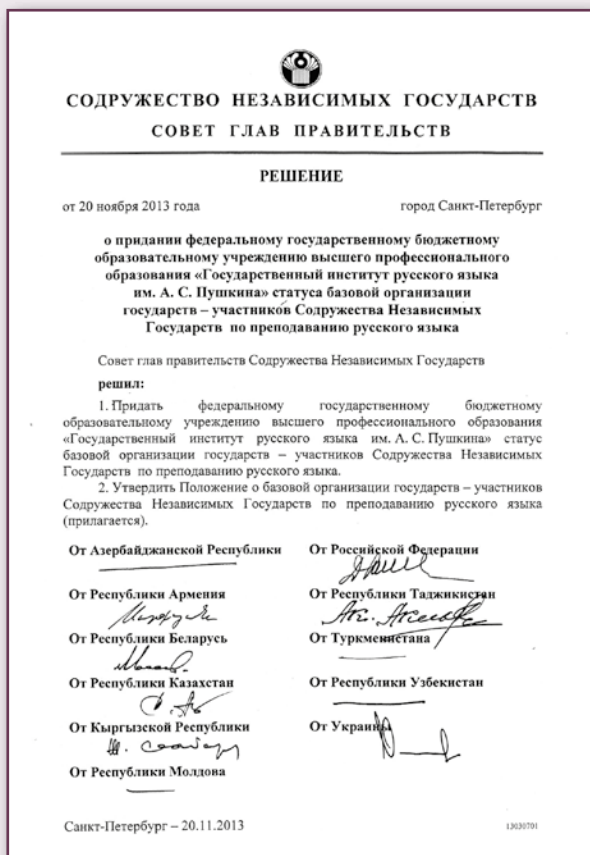 СОДРУЖЕСТВО НЕЗАВИСИМЫХ ГОСУДАРСТВ
СОВЕТ ГЛАВ ПРАВИТЕЛЬСТВ
РЕШЕНИЕ
от 20 ноября 2013 года город Санкт-Петербург
о придании федеральному государственному бюджетному
образовательному учреждению высшего профессионального
образования «Государственный институт русского языка
им. А. С. Пушкина» статуса базовой организации
государств – участников Содружества Независимых
Государств по преподаванию русского языка
Совет глав правительств Содружества Независимых Государств
решил:
1. Придать федеральному государственному бюджетному
образовательному учреждению высшего профессионального образования
«Государственный институт русского языка им. А. С. Пушкина» статус
базовой организации государств – участников Содружества Независимых
Государств по преподаванию русского языка.
2. Утвердить Положение о базовой организации государств – участников
Содружества Независимых Государств по преподаванию русского языка
(прилагается).
От Азербайджанской Республики От Российской Федерации
От Республики Армения От Республики Таджикистан
От Республики Беларусь От Туркменистана
От Республики Казахстан От Республики Узбекистан
От Кыргызской Республики От Украины
От Республики Молдова
Санкт-Петербург – 20.11.2013 13030701